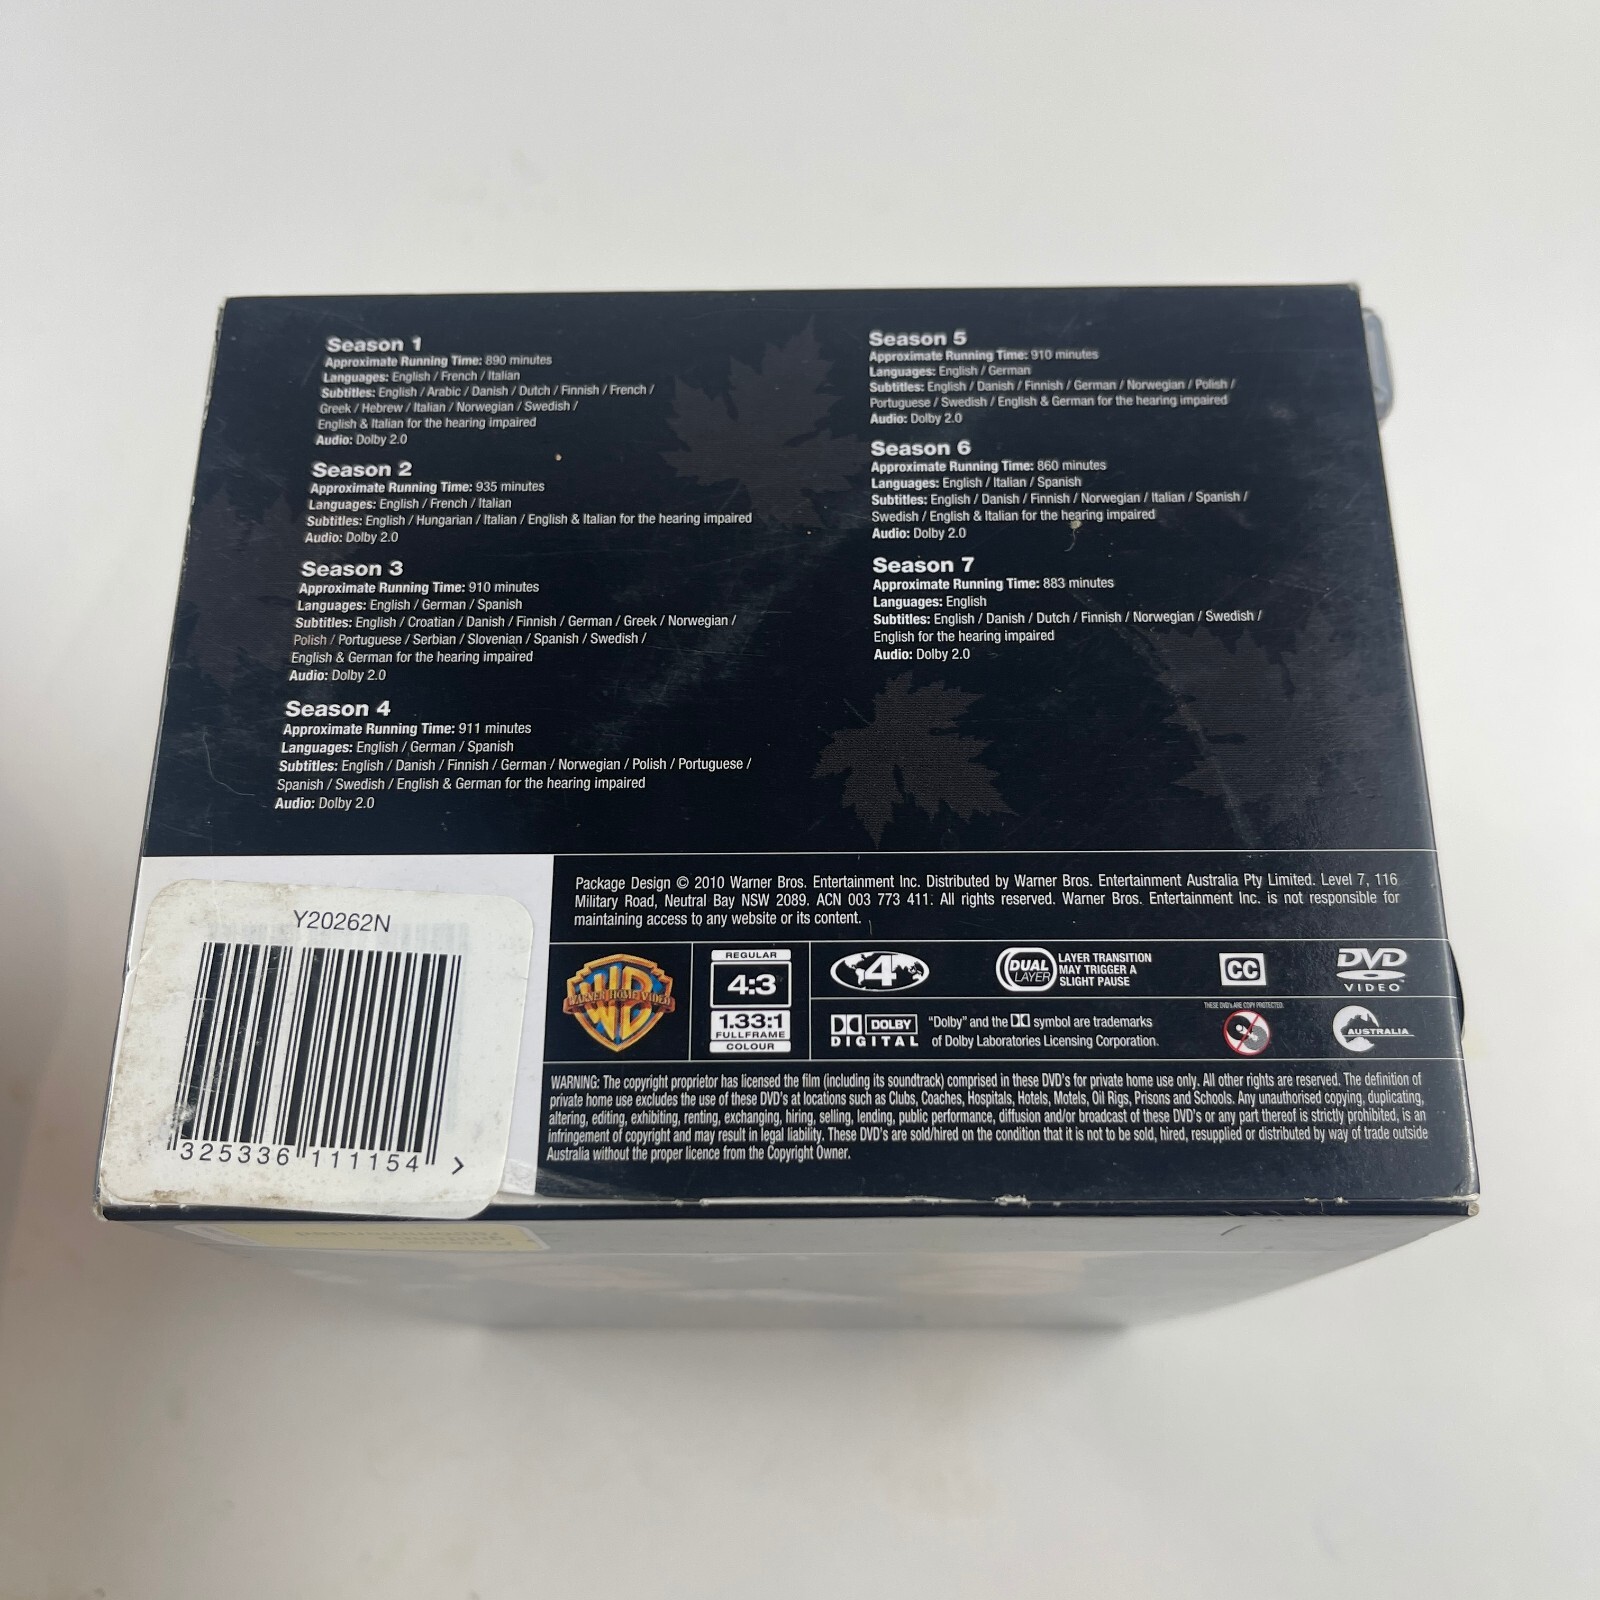 Season 1
Approximate Running Time: 890 minutes
Languages: English / French / Italian
Subtitles: English / Arabic / Danish / Dutch / Finnish / French /
Greek / Hebrew / Italian / Norwegian / Swedish /
English & Italian for the hearing impaired
Audio: Dolby 2.0
Season 2
Approximate Running Time: 935 minutes
Languages: English / French / Italian
Subtitles: English / Hungarian / Italian / English & Italian for the hearing impaired
Audio: Dolby 2.0
Season 3
Approximate Running Time: 910 minutes
Languages: English / German / Spanish
Subtitles: English / Croatian / Danish / Finnish / German / Greek / Norwegian /
Polish / Portuguese / Serbian / Slovenian / Spanish / Swedish /
English & German for the hearing impaired
Audio: Dolby 2.0
Season 4
Approximate Running Time: 911 minutes
Languages: English / German / Spanish
Subtitles: English / Danish / Finnish / German / Norwegian / Polish / Portuguese /
Spanish / Swedish / English & German for the hearing impaired
Audio: Dolby 2.0
Season 5
Approximate Running Time: 910 minutes
Languages: English / German
Subtitles: English / Danish / Finnish / German / Norwegian / Polish /
Portuguese / Swedish / English & German for the hearing impaired
Audio: Dolby 2.0
Season 6
Approximate Running Time: 860 minutes
Languages: English / Italian / Spanish
Subtitles: English / Danish / Finnish / Norwegian / Italian / Spanish /
Swedish / English & Italian for the hearing impaired
Audio: Dolby 2.0
Season 7
Approximate Running Time: 883 minutes
Languages: English
Subtitles: English / Danish / Dutch / Finnish / Norwegian / Swedish /
English for the hearing impaired
Audio: Dolby 2.0
Y20262N
325336 111154 >
Package Design © 2010 Warner Bros. Entertainment Inc. Distributed by Warner Bros. Entertainment Australia Pty Limited. Level 7, 116
Military Road, Neutral Bay NSW 2089. ACN 003 773 411. All rights reserved. Warner Bros. Entertainment Inc. is not responsible for
maintaining access to any website or its content.
WB
WARNER HOME VIDEO
REGULAR
4:3
1.33:1
FULLFRAME
COLOUR
4
DUAL
LAYER
LAYER TRANSITION
MAY TRIGGER A
SLIGHT PAUSE
CC
DVD
VIDEO
DOLBY
DIGITAL
"Dolby" and the DD symbol are trademarks
of Dolby Laboratories Licensing Corporation.
THESE DVD's ARE COPY PROTECTED.
AUSTRALIA
WARNING: The copyright proprietor has licensed the film (including its soundtrack) comprised in these DVD's for private home use only. All other rights are reserved. The definition of
private home use excludes the use of these DVD's at locations such as Clubs, Coaches, Hospitals, Hotels, Motels, Oil Rigs, Prisons and Schools. Any unauthorised copying, duplicating,
altering, editing, exhibiting, renting, exchanging, hiring, selling, lending, public performance, diffusion and/or broadcast of these DVD's or any part thereof is strictly prohibited, is an
infringement of copyright and may result in legal liability. These DVD's are sold/hired on the condition that it is not to be sold, hired, resupplied or distributed by way of trade outside
Australia without the proper licence from the Copyright Owner.